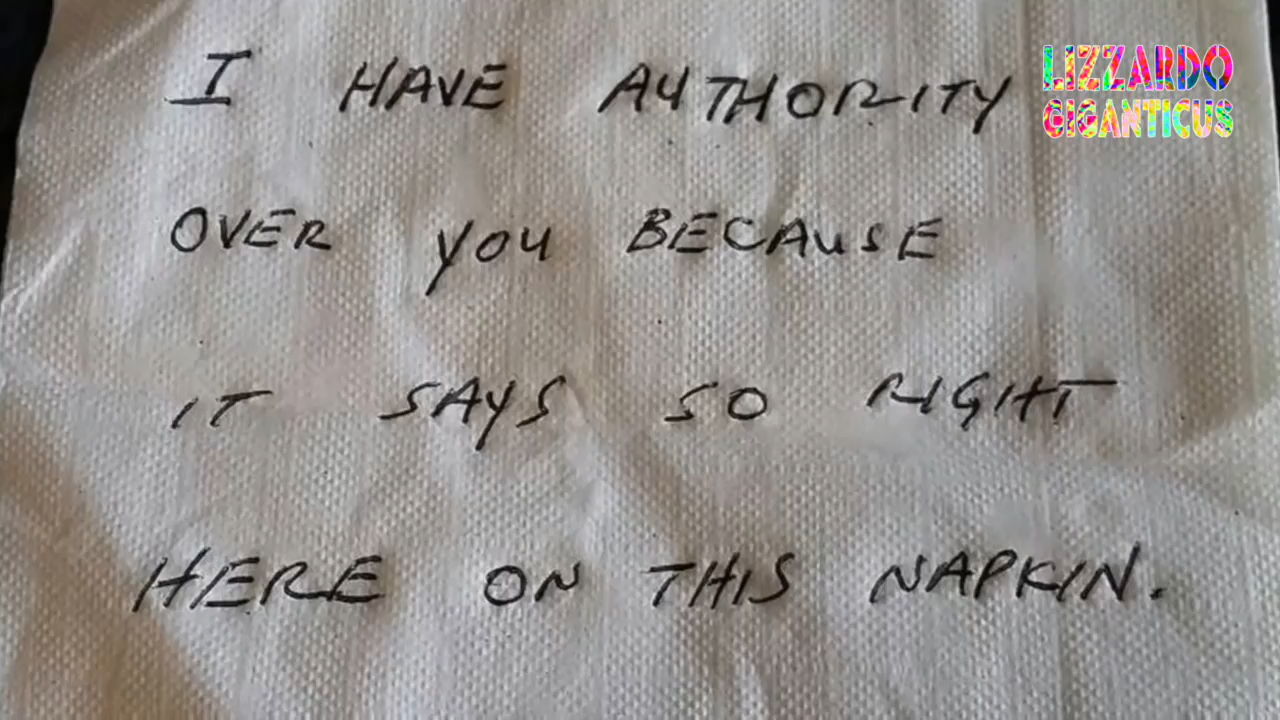 I HAVE AUTHORITY
LIZZARDO
GIGANTICUS
OVER YOU BECAUSE
IT SAYS SO RIGHT
HERE ON THIS NAPKIN.